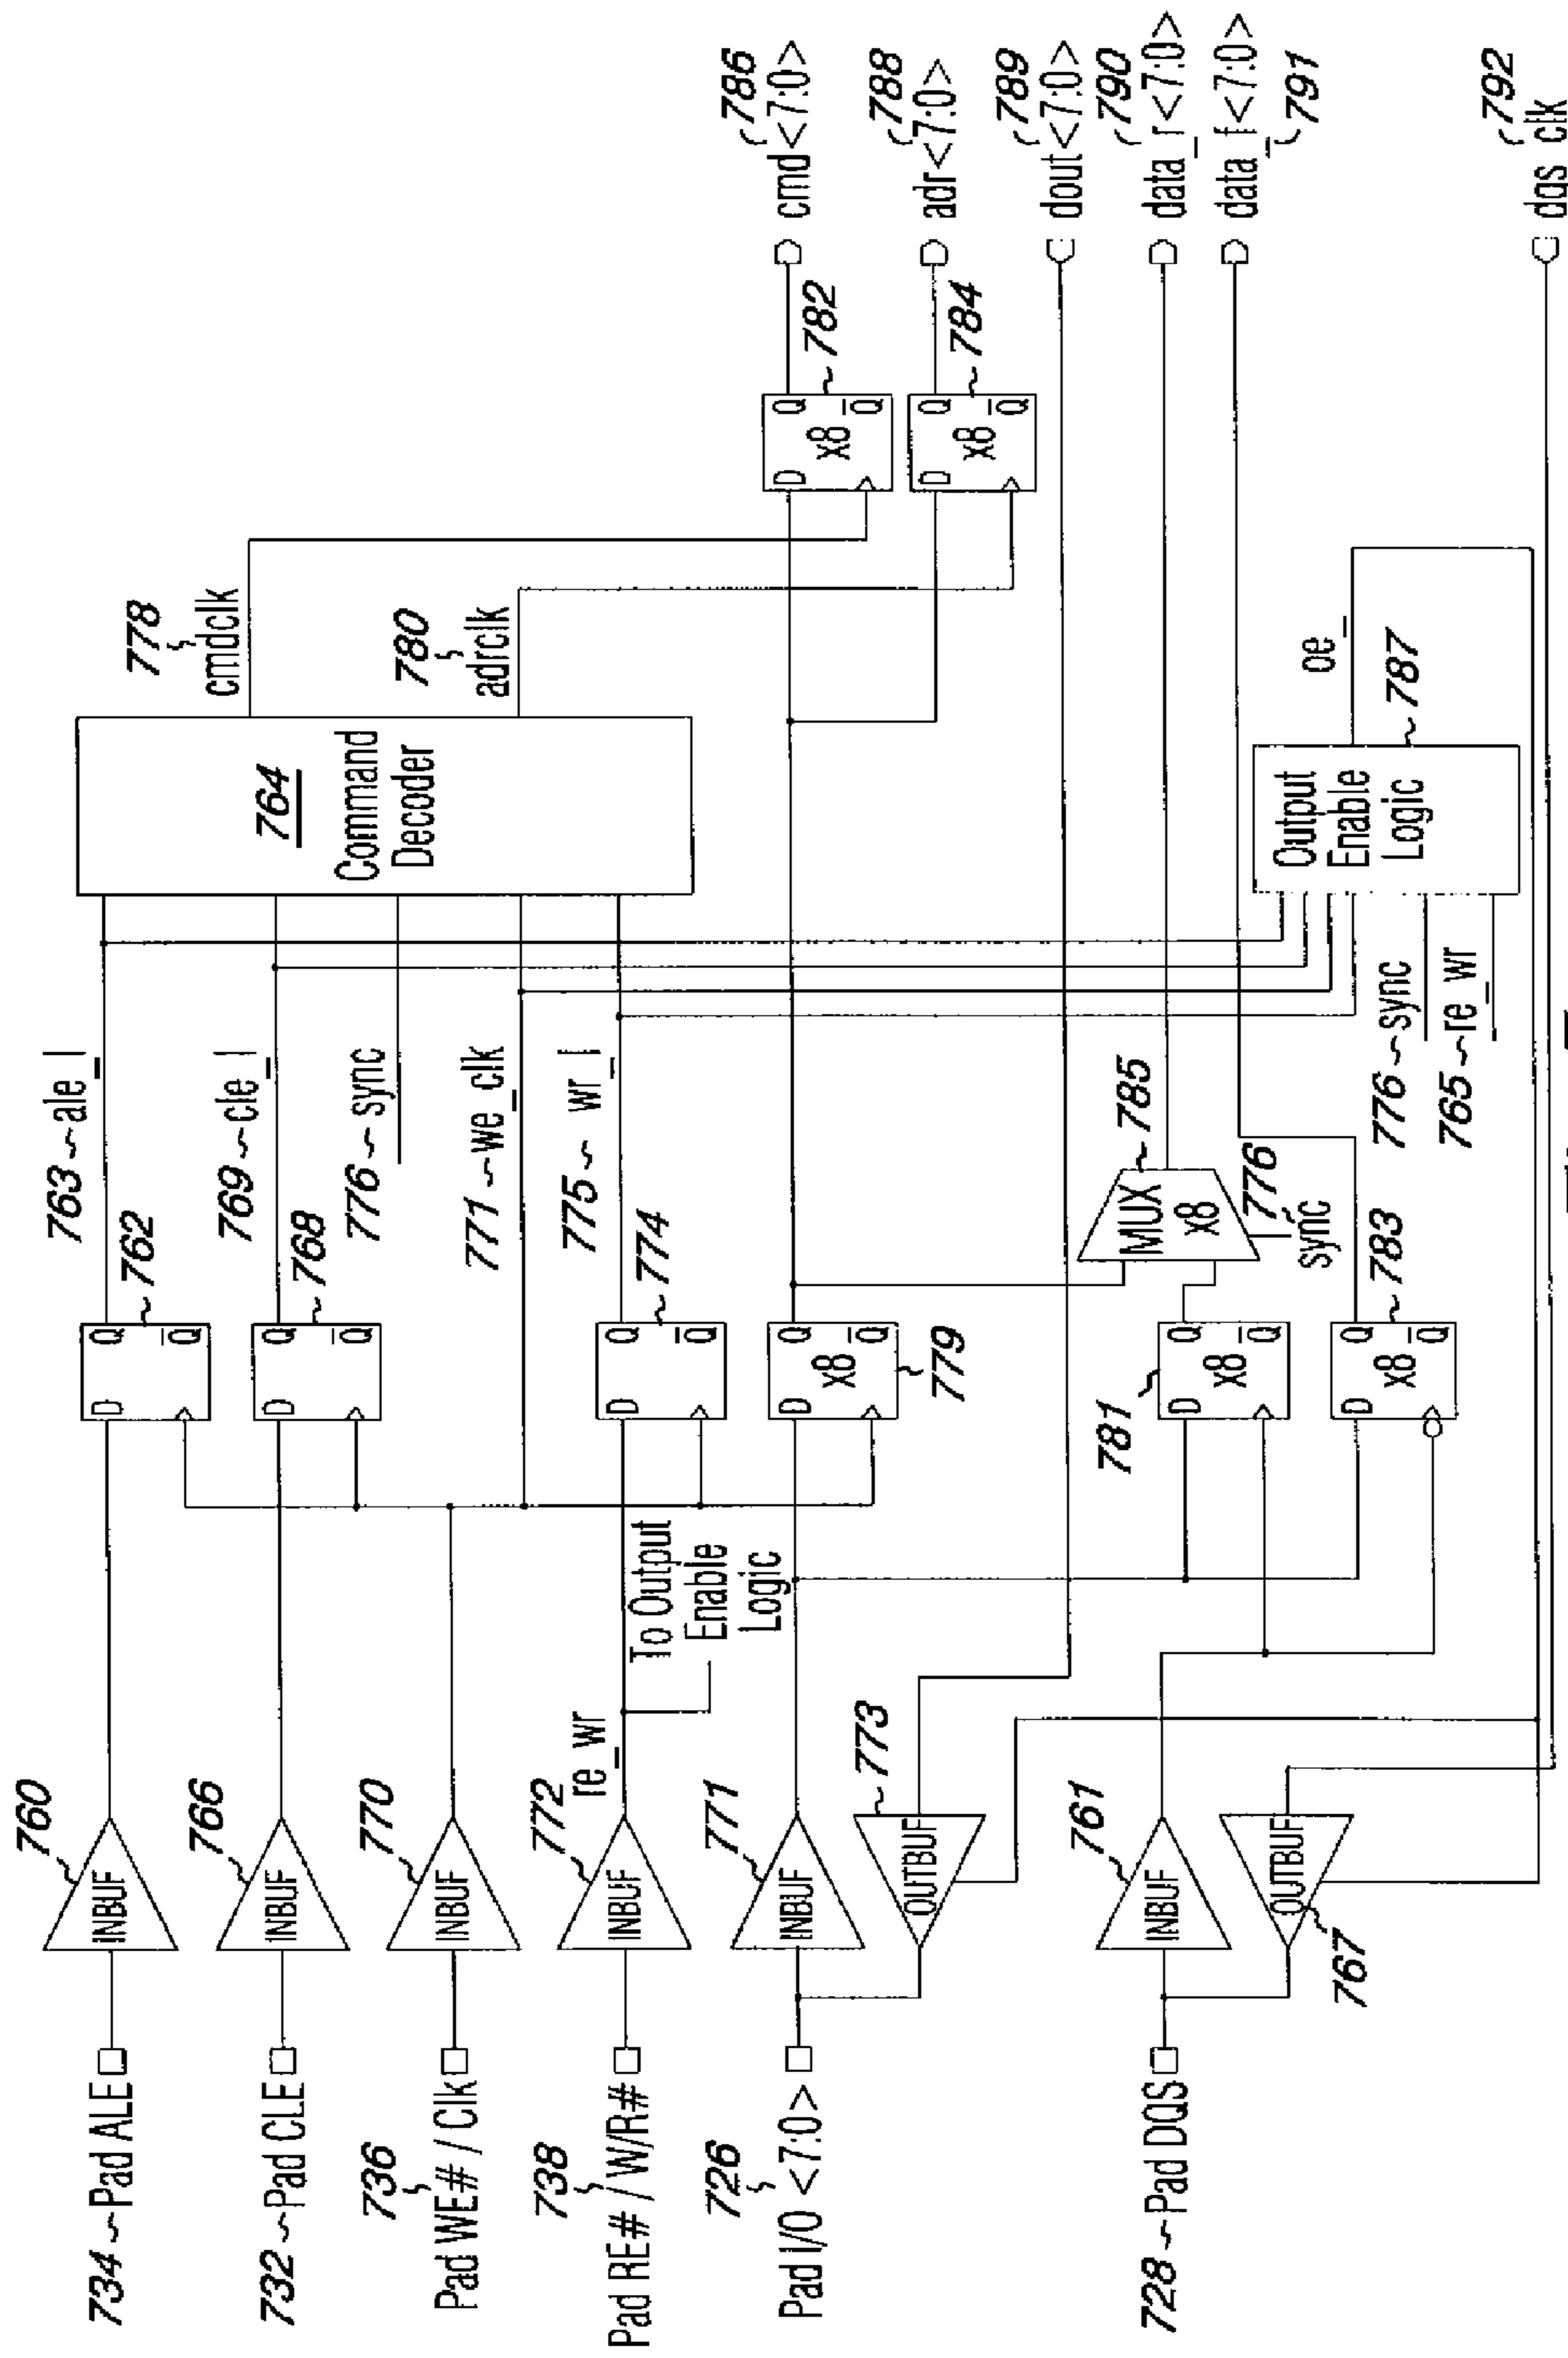 734 ~ Pad ALE
760
INBUF
D Q
Q
762
763 ~ ale_l
732 ~ Pad CLE
766
INBUF
D Q
Q
768
769 ~ cle_l
776 ~ sync
736
Pad WE# / Clk
770
INBUF
771 ~ we_clk
738
Pad RE# / W/R#
772
INBUF
re_wr
To Output
Enable
Logic
D Q
Q
774
775 ~ wr_l
764
Command
Decoder
778
cmdclk
780
adrclk
726
Pad I/O <7:0>
771
INBUF
D Q
x8
Q
779
D Q
x8
Q
782
786
cmd<7:0>
D Q
x8
Q
784
788
adr<7:0>
OUTBUF
773
789
dout<7:0>
728 ~ Pad DQS
761
INBUF
781
D Q
x8
Q
MUX
x8
785
776
sync
790
data_r<7:0>
D Q
x8
Q
783
data_f<7:0>
791
OUTBUF
767
776 ~ sync
765 ~ re_wr
Output
Enable
Logic
787
oe_
792
dqs_clk